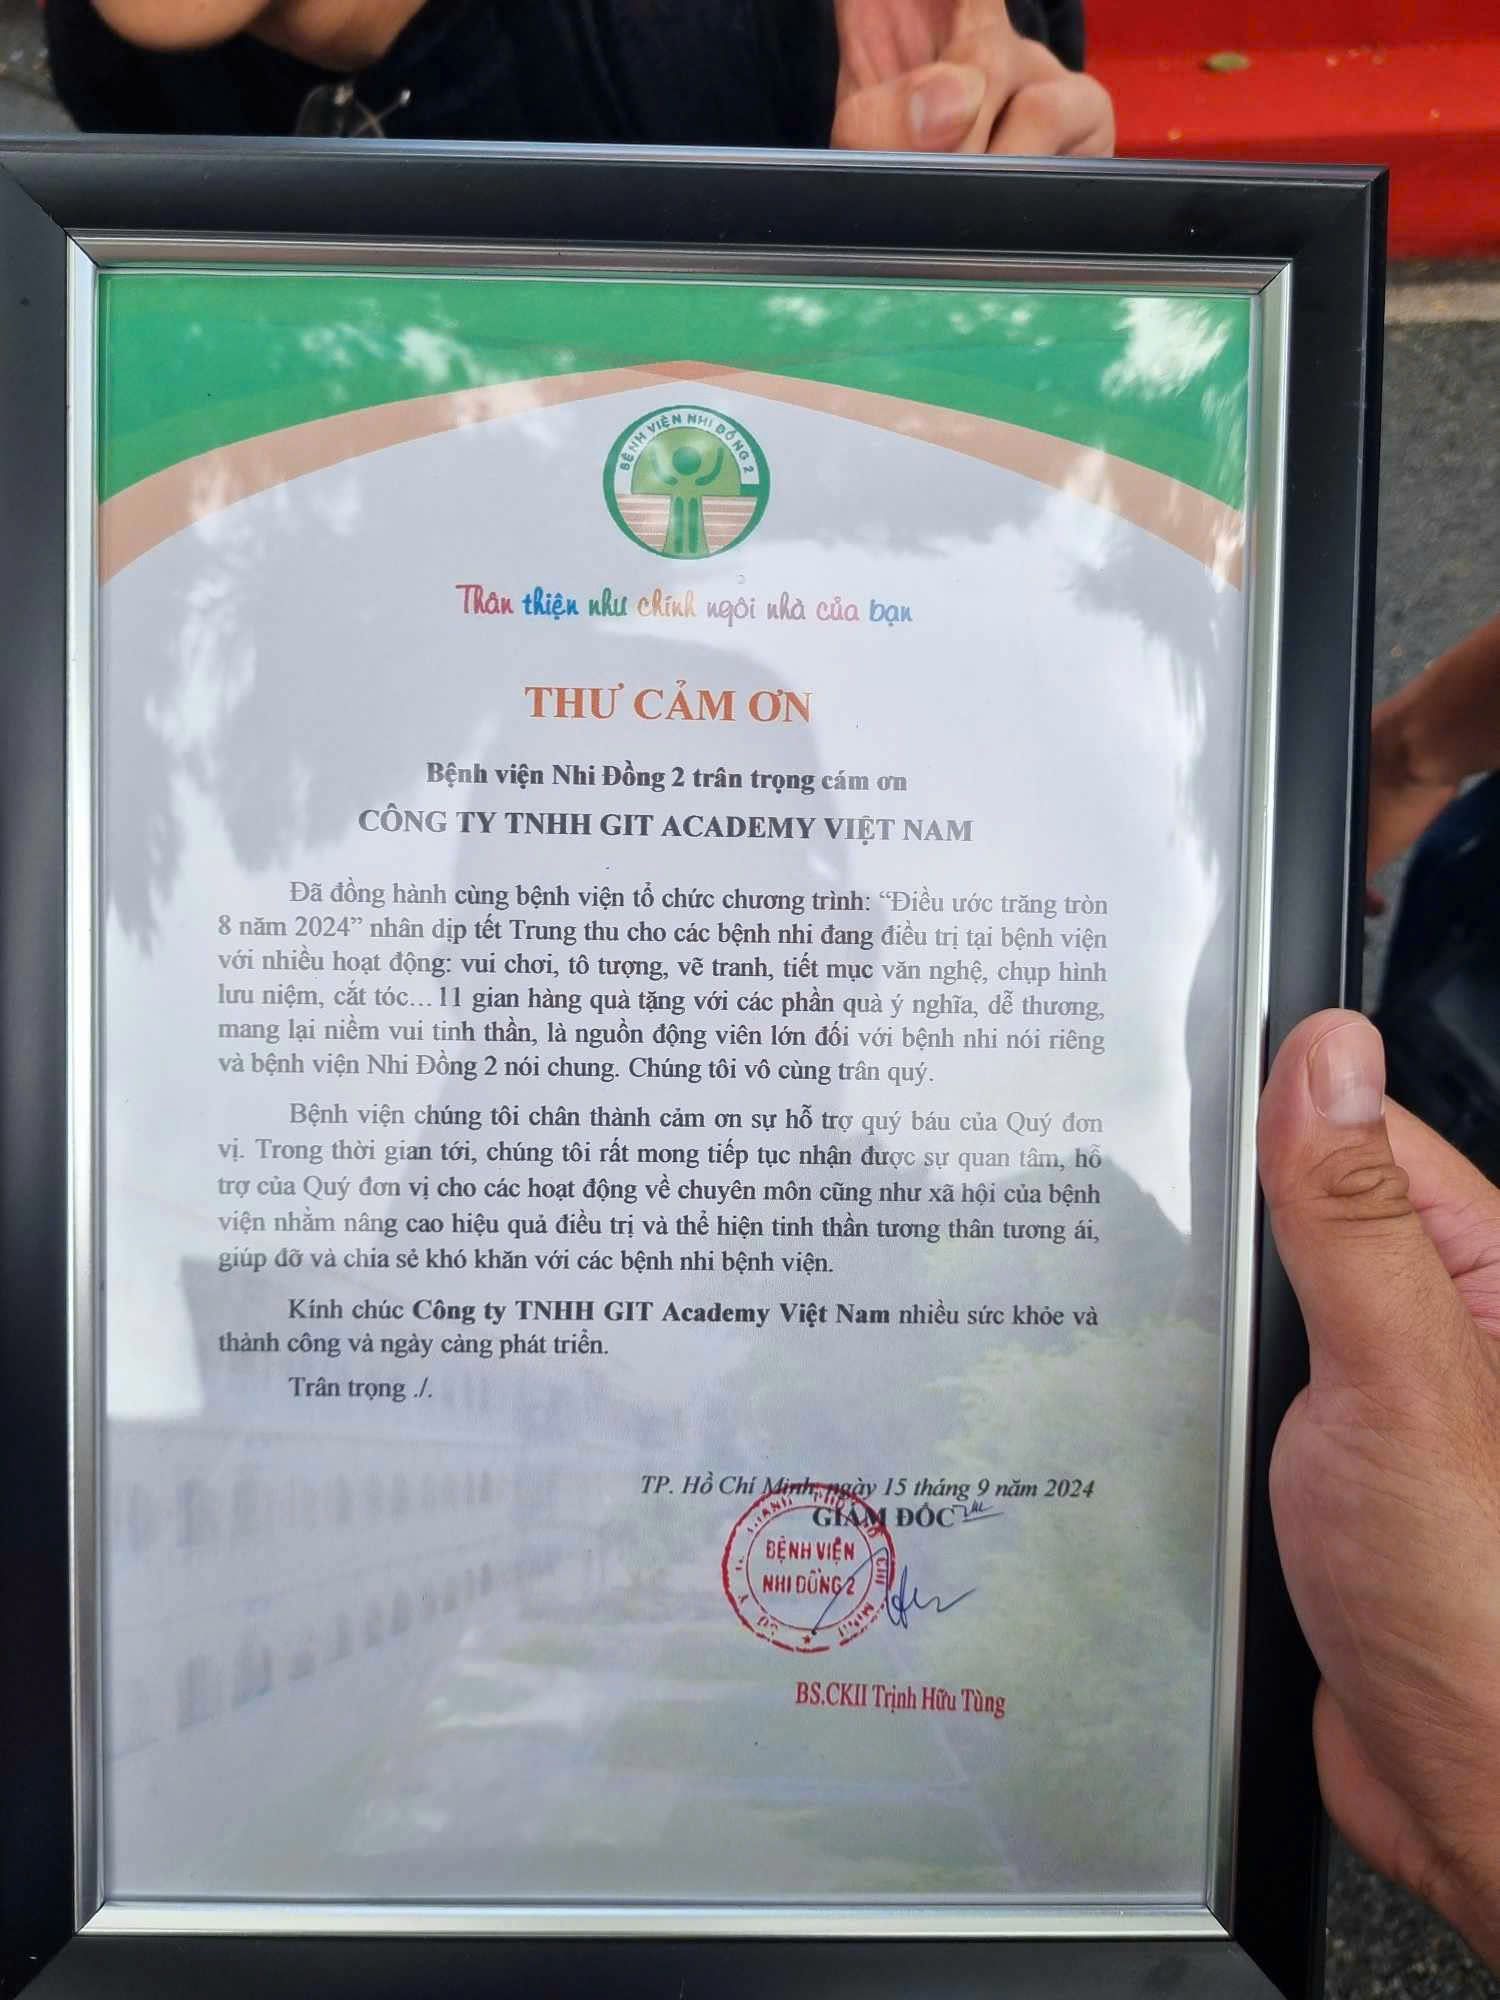 BỆNH VIỆN NHI ĐỒNG 2
Thân thiện như chính ngôi nhà của bạn
THƯ CẢM ƠN
Bệnh viện Nhi Đồng 2 trân trọng cám ơn
CÔNG TY TNHH GIT ACADEMY VIỆT NAM
Đã đồng hành cùng bệnh viện tổ chức chương trình: “Điều ước trăng tròn
8 năm 2024” nhân dịp tết Trung thu cho các bệnh nhi đang điều trị tại bệnh viện
với nhiều hoạt động: vui chơi, tô tượng, vẽ tranh, tiết mục văn nghệ, chụp hình
lưu niệm, cắt tóc… 11 gian hàng quà tặng với các phần quà ý nghĩa, dễ thương,
mang lại niềm vui tinh thần, là nguồn động viên lớn đối với bệnh nhi nói riêng
và bệnh viện Nhi Đồng 2 nói chung. Chúng tôi vô cùng trân quý.
Bệnh viện chúng tôi chân thành cảm ơn sự hỗ trợ quý báu của Quý đơn
vị. Trong thời gian tới, chúng tôi rất mong tiếp tục nhận được sự quan tâm, hỗ
trợ của Quý đơn vị cho các hoạt động về chuyên môn cũng như xã hội của bệnh
viện nhằm nâng cao hiệu quả điều trị và thể hiện tinh thần tương thân tương ái,
giúp đỡ và chia sẻ khó khăn với các bệnh nhi bệnh viện.
Kính chúc Công ty TNHH GIT Academy Việt Nam nhiều sức khỏe và
thành công và ngày càng phát triển.
Trân trọng ./.
TP. Hồ Chí Minh, ngày 15 tháng 9 năm 2024
GIÁM ĐỐC
BỆNH VIỆN
NHI ĐỒNG 2
BS.CKII Trịnh Hữu Tùng